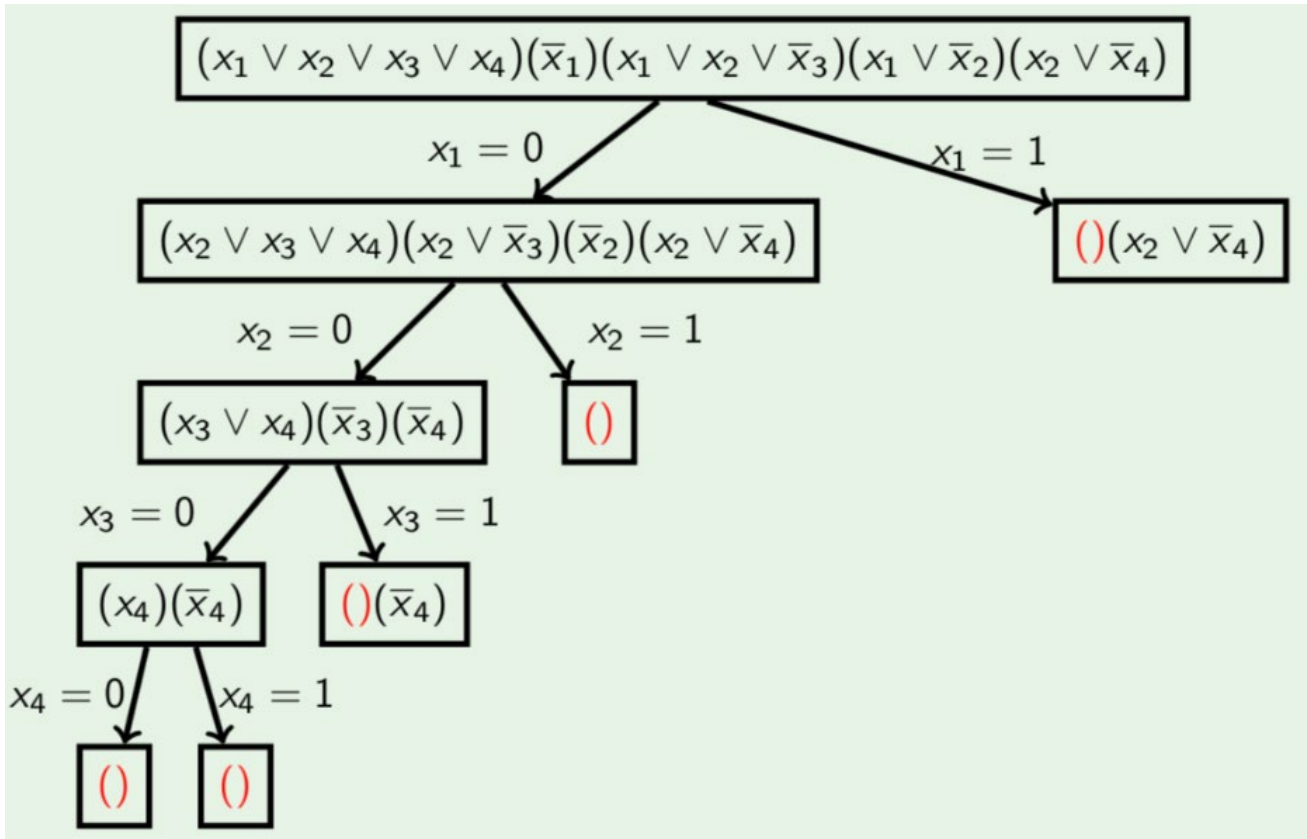 (x₁ ∨ x₂ ∨ x₃ ∨ x₄)(x̅₁)(x₁ ∨ x₂ ∨ x̅₃)(x₁ ∨ x̅₂)(x₂ ∨ x̅₄)
x₁ = 0
x₁ = 1
(x₂ ∨ x₃ ∨ x₄)(x₂ ∨ x̅₃)(x̅₂)(x₂ ∨ x̅₄)
()(x₂ ∨ x̅₄)
x₂ = 0
x₂ = 1
(x₃ ∨ x₄)(x̅₃)(x̅₄)
()
x₃ = 0
x₃ = 1
(x₄)(x̅₄)
()(x̅₄)
x₄ = 0
x₄ = 1
()
()